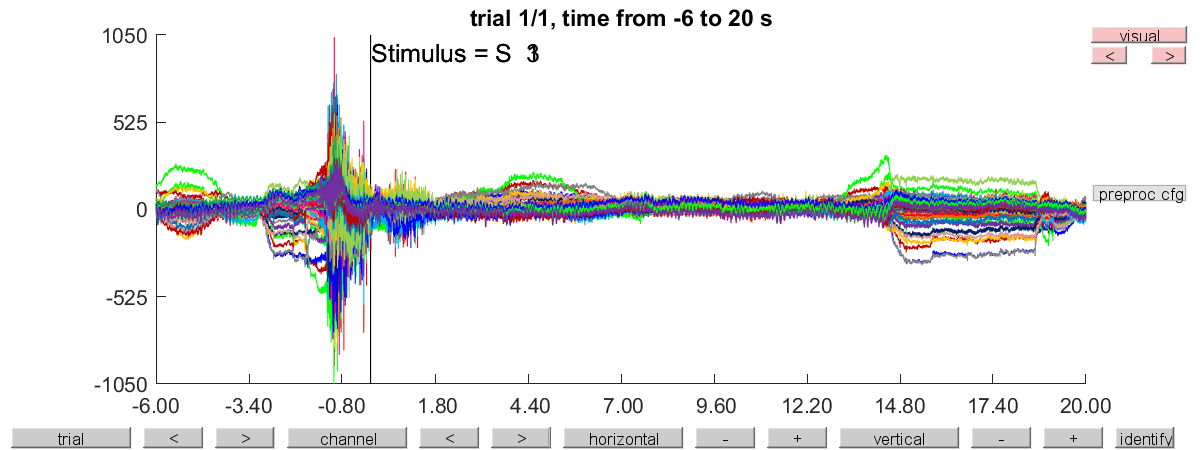 trial 1/1, time from -6 to 20 s
visual
< >
Stimulus = S
1050
525
0
-525
-1050
preproc cfg
-6.00 -3.40 -0.80 1.80 4.40 7.00 9.60 12.20 14.80 17.40 20.00
trial < > channel < > horizontal - + vertical - + identify